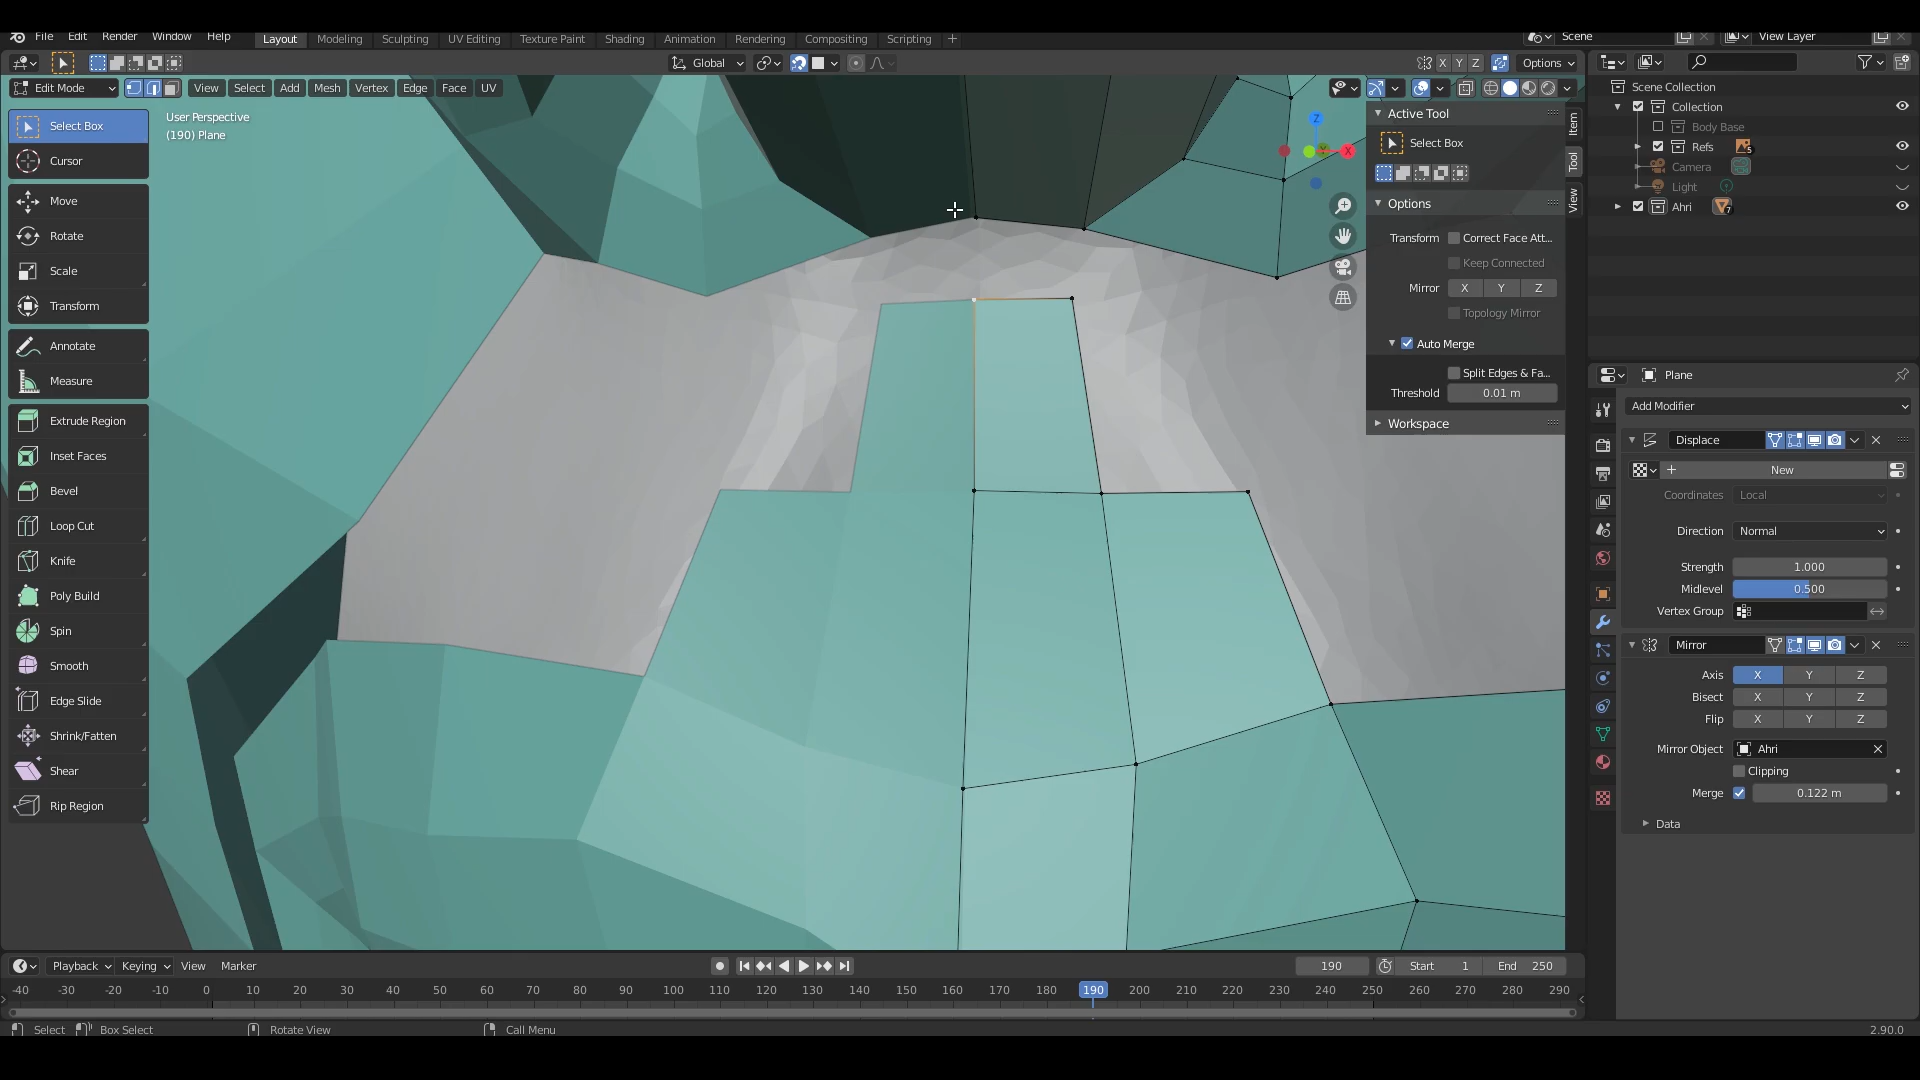 File Edit Render Window Help Layout Modeling Sculpting UV Editing Texture Paint Shading Animation Rendering Compositing Scripting + Scene View Layer
Global X Y Z Options
Edit Mode View Select Add Mesh Vertex Edge Face UV
User Perspective
(190) Plane
Select Box
Cursor
Move
Rotate
Scale
Transform
Annotate
Measure
Extrude Region
Inset Faces
Bevel
Loop Cut
Knife
Poly Build
Spin
Smooth
Edge Slide
Shrink/Fatten
Shear
Rip Region
Z
X
Active Tool
Select Box
Options
Transform Correct Face Att...
Keep Connected
Mirror X Y Z
Topology Mirror
Auto Merge
Split Edges & Fa...
Threshold 0.01 m
Workspace
Item
Tool
View
Scene Collection
Collection
Body Base
Refs 5
Camera
Light
Ahri 7
Plane
Add Modifier
Displace
New
Coordinates Local
Direction Normal
Strength 1.000
Midlevel 0.500
Vertex Group
Mirror
Axis X Y Z
Bisect X Y Z
Flip X Y Z
Mirror Object Ahri
Clipping
Merge 0.122 m
Data
Playback Keying View Marker 190 Start 1 End 250
-40 -30 -20 -10 0 10 20 30 40 50 60 70 80 90 100 110 120 130 140 150 160 170 180 190 200 210 220 230 240 250 260 270 280 290
Select Box Select Rotate View Call Menu 2.90.0